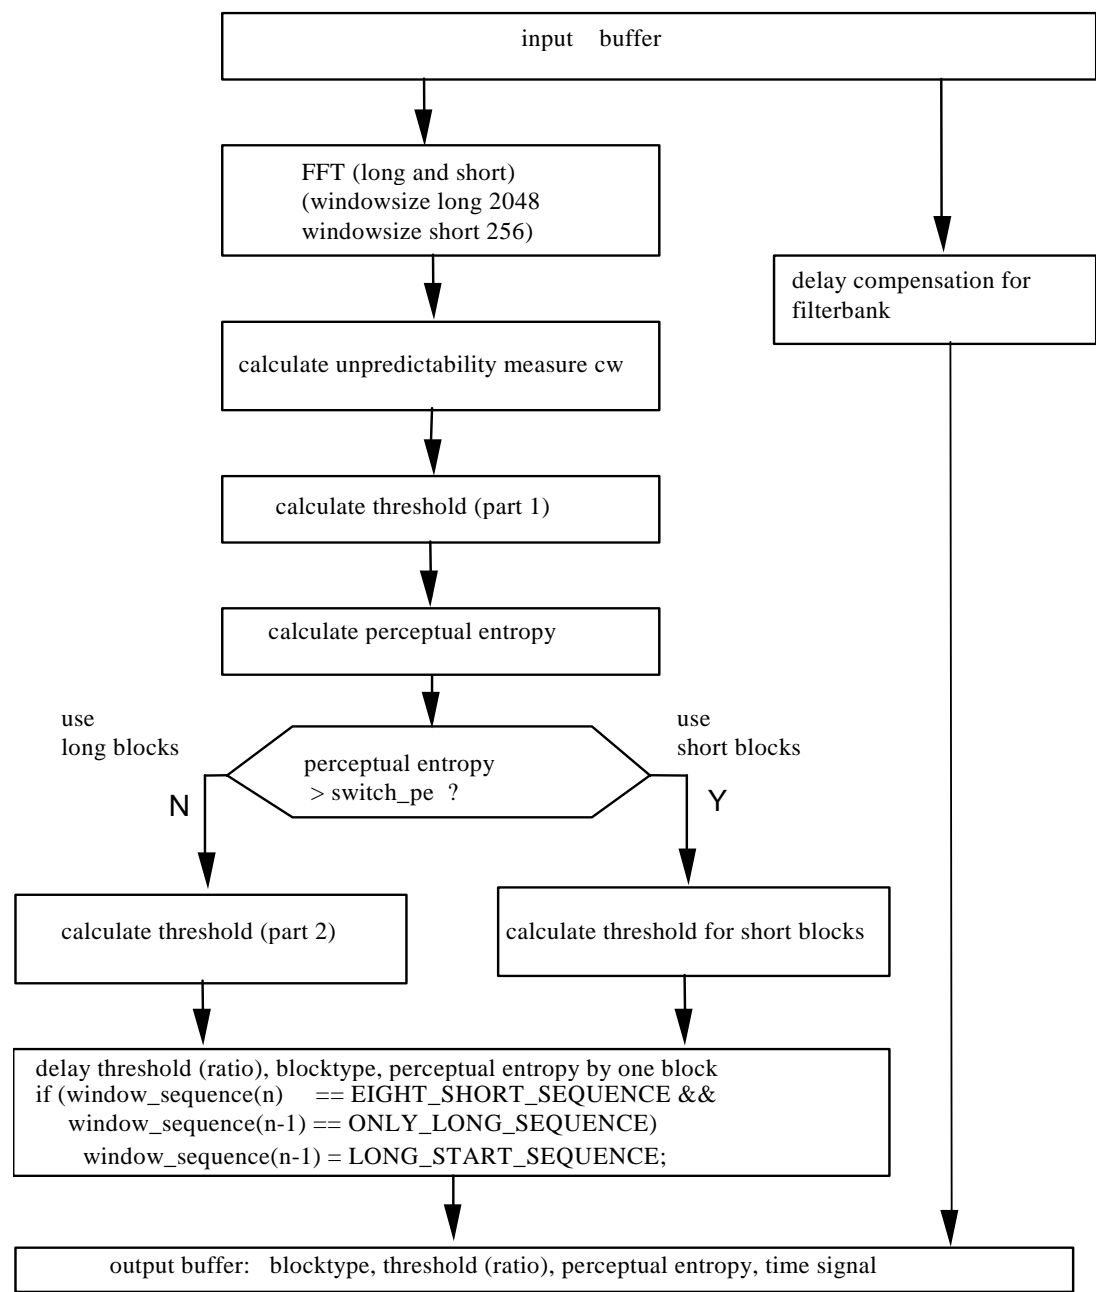 input buffer
FFT (long and short)
(windowsize long 2048
windowsize short 256)
delay compensation for
filterbank
calculate unpredictability measure cw
calculate threshold (part 1)
calculate perceptual entropy
use
long blocks
use
short blocks
perceptual entropy
> switch_pe ?
N
Y
calculate threshold (part 2)
calculate threshold for short blocks
delay threshold (ratio), blocktype, perceptual entropy by one block
if (window_sequence(n) == EIGHT_SHORT_SEQUENCE &&
window_sequence(n-1) == ONLY_LONG_SEQUENCE)
window_sequence(n-1) = LONG_START_SEQUENCE;
output buffer: blocktype, threshold (ratio), perceptual entropy, time signal